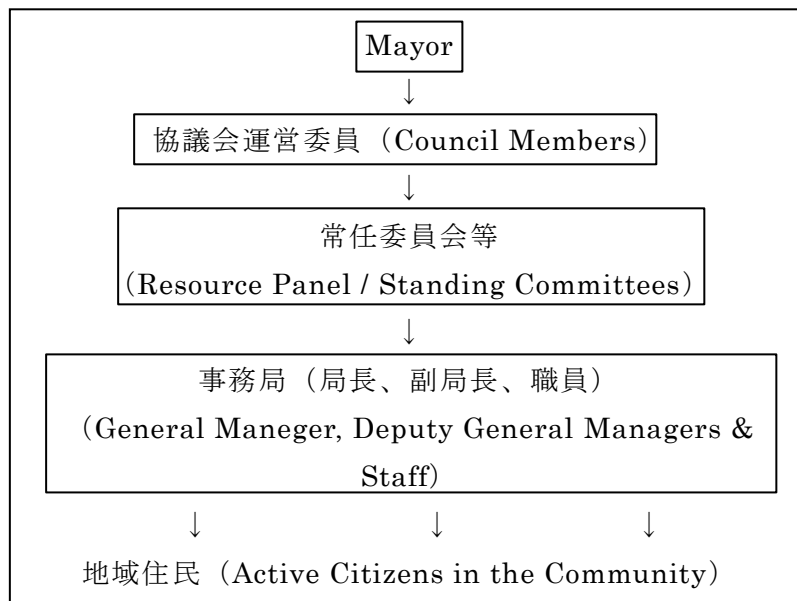 Mayor
↓
協議会運営委員（Council Members）
↓
常任委員会等
（Resource Panel / Standing Committees）
↓
事務局（局長、副局長、職員）
（General Maneger, Deputy General Managers &
Staff）
↓ ↓ ↓
地域住民（Active Citizens in the Community）